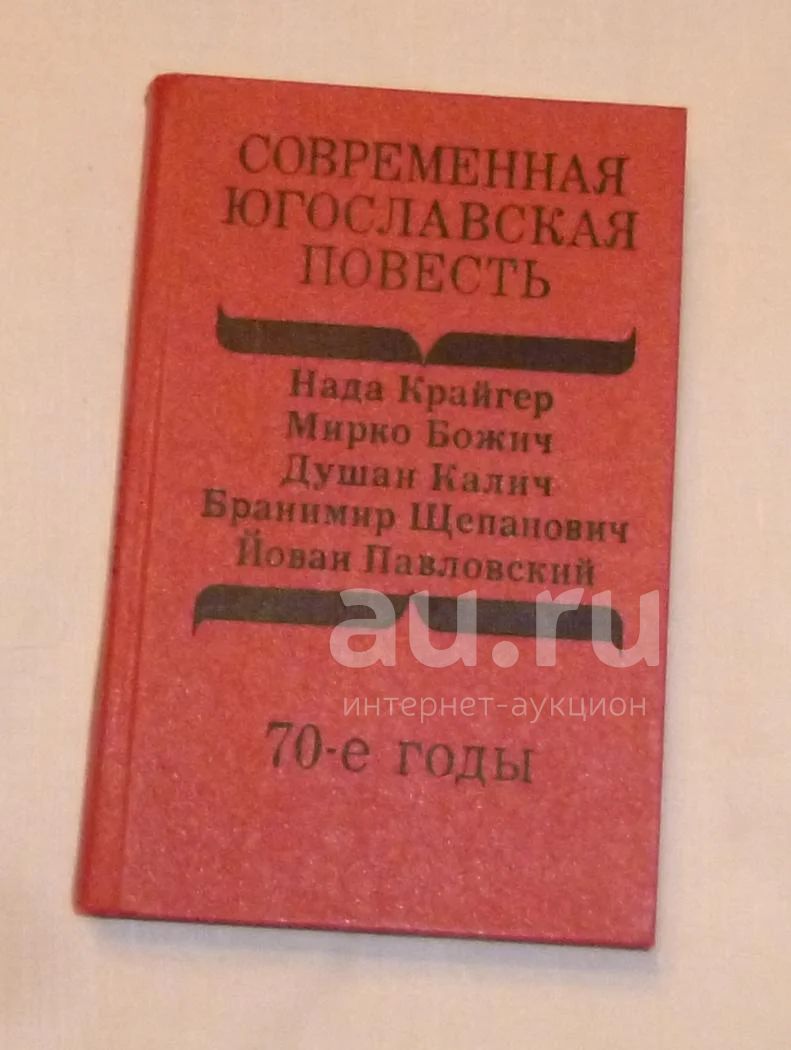 СОВРЕМЕННАЯ
ЮГОСЛАВСКАЯ
ПОВЕСТЬ
Нада Крайгер
Мирко Божич
Душан Калич
Бранимир Щепанович
Йован Павловский
au.ru
интернет-аукцион
70-е годы